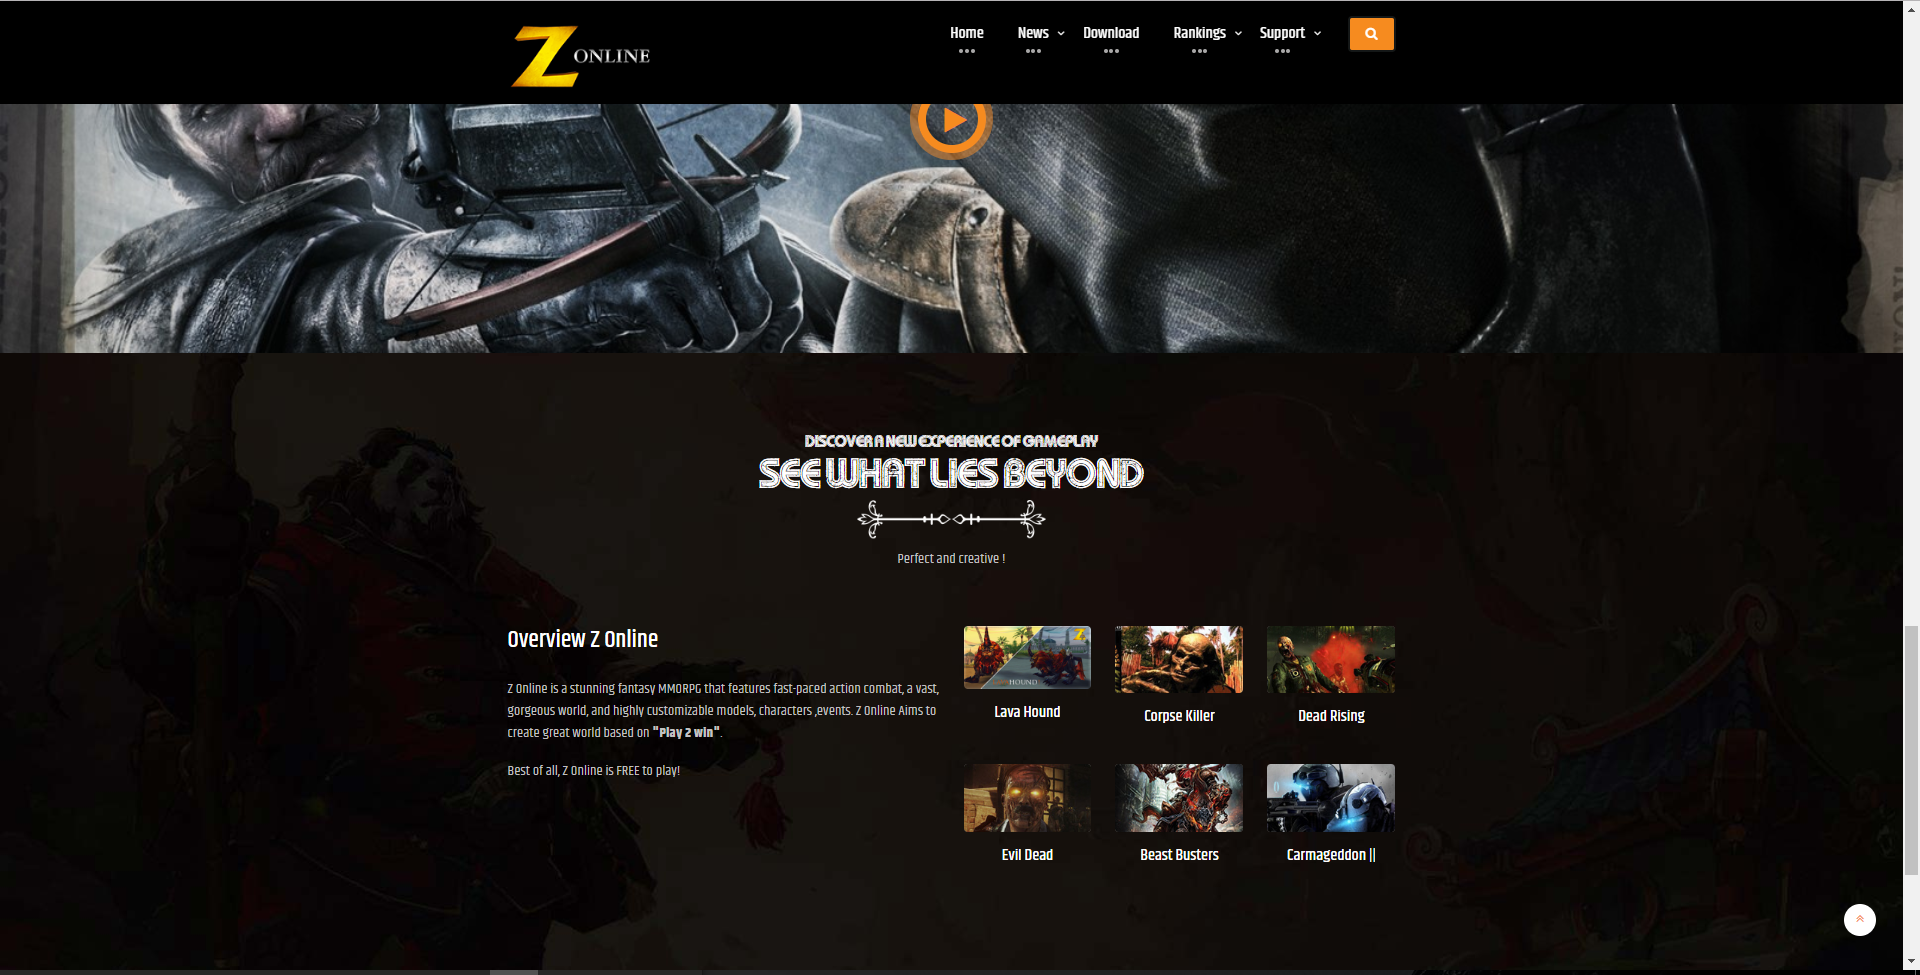 Z ONLINE
Home News Download Rankings Support
DISCOVER A NEW EXPERIENCE OF GAMEPLAY
SEE WHAT LIES BEYOND
Perfect and creative !
Overview Z Online
Z Online is a stunning fantasy MMORPG that features fast-paced action combat, a vast,
gorgeous world, and highly customizable models, characters ,events. Z Online Aims to
create great world based on "Play 2 win".
Best of all, Z Online is FREE to play!
Z
HOUND
Lava Hound
Corpse Killer
Dead Rising
Evil Dead
Beast Busters
Carmageddon ||